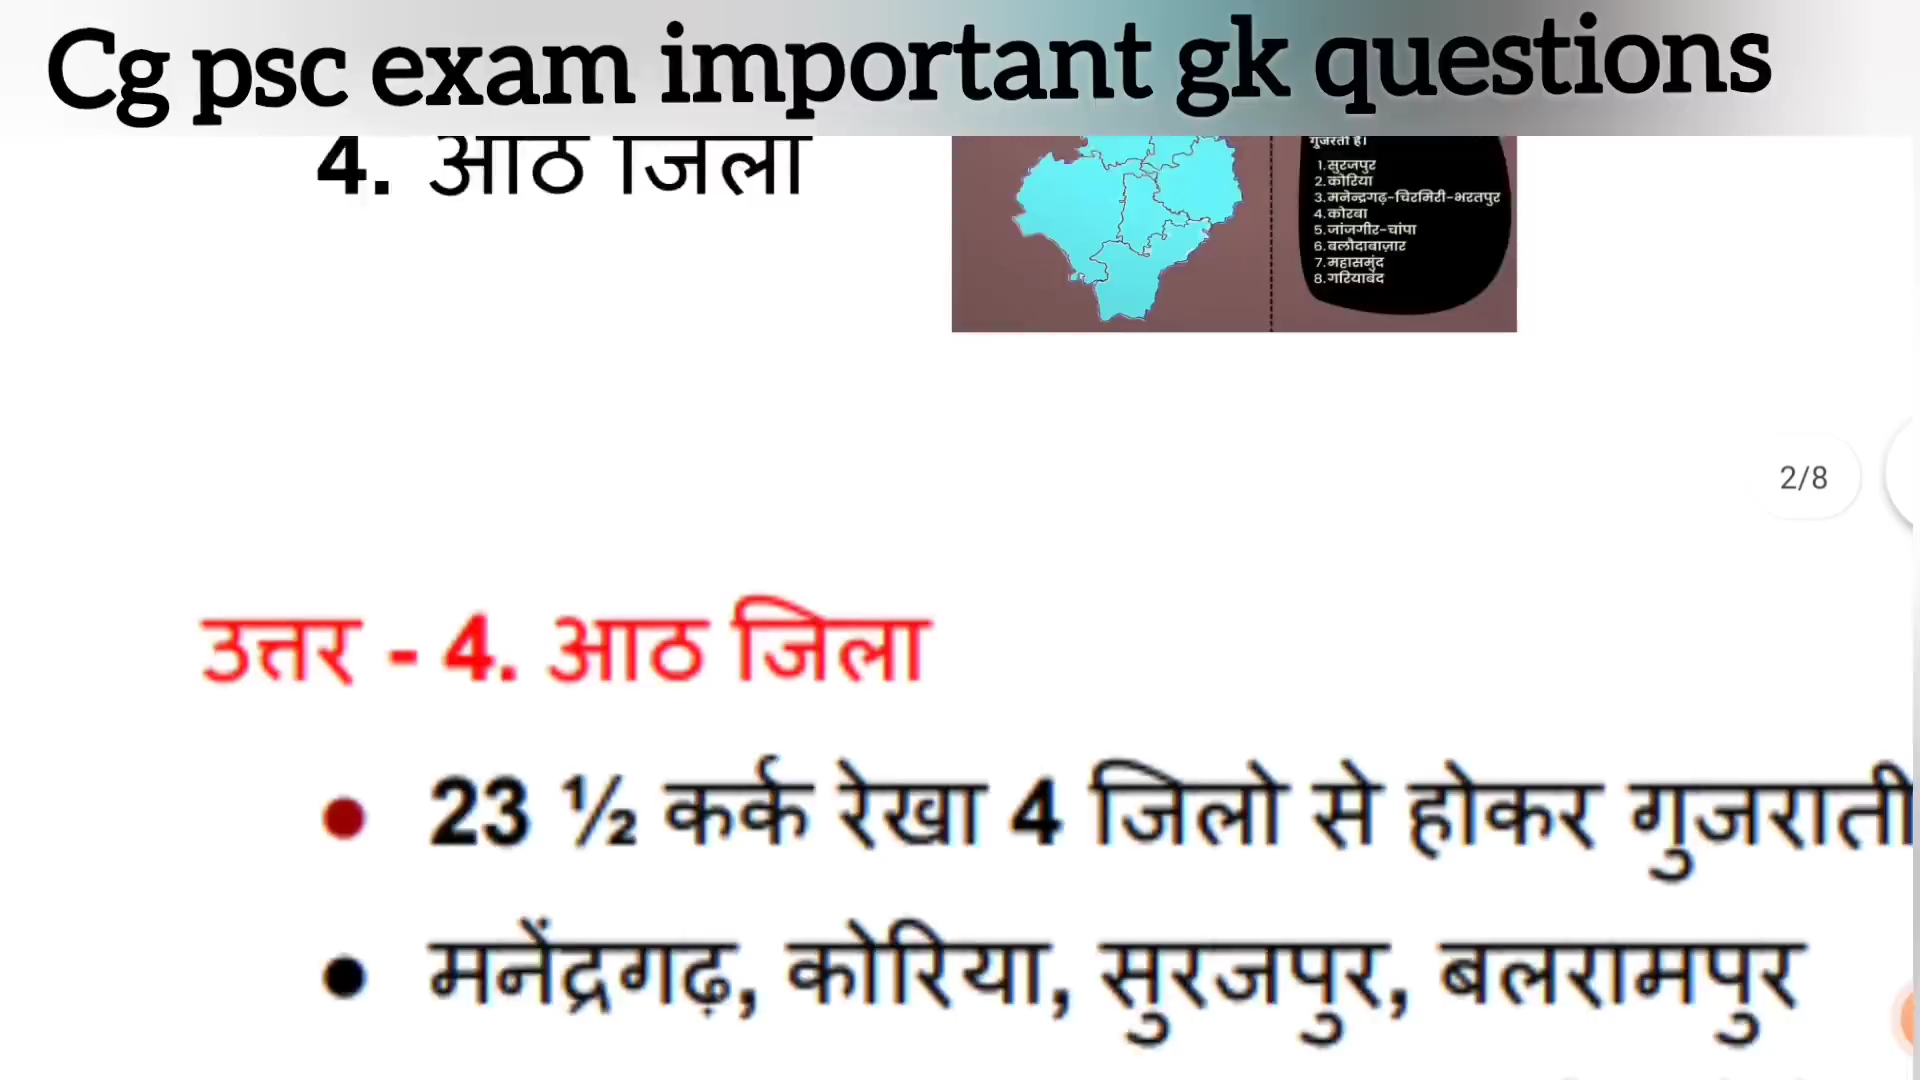 Cg psc exam important gk questions
4. आठ जिला
गुजरती है।
1.सुरजपुर
2.कोरिया
3.मनेन्द्रगढ़-चिरमिरी-भरतपुर
4.कोरबा
5.जांजगीर-चांपा
6.बलौदाबाज़ार
7.महासमुंद
8.गरियाबंद
2/8
उत्तर - 4. आठ जिला
23 ½ कर्क रेखा 4 जिलो से होकर गुजराती
मनेंद्रगढ़, कोरिया, सुरजपुर, बलरामपुर